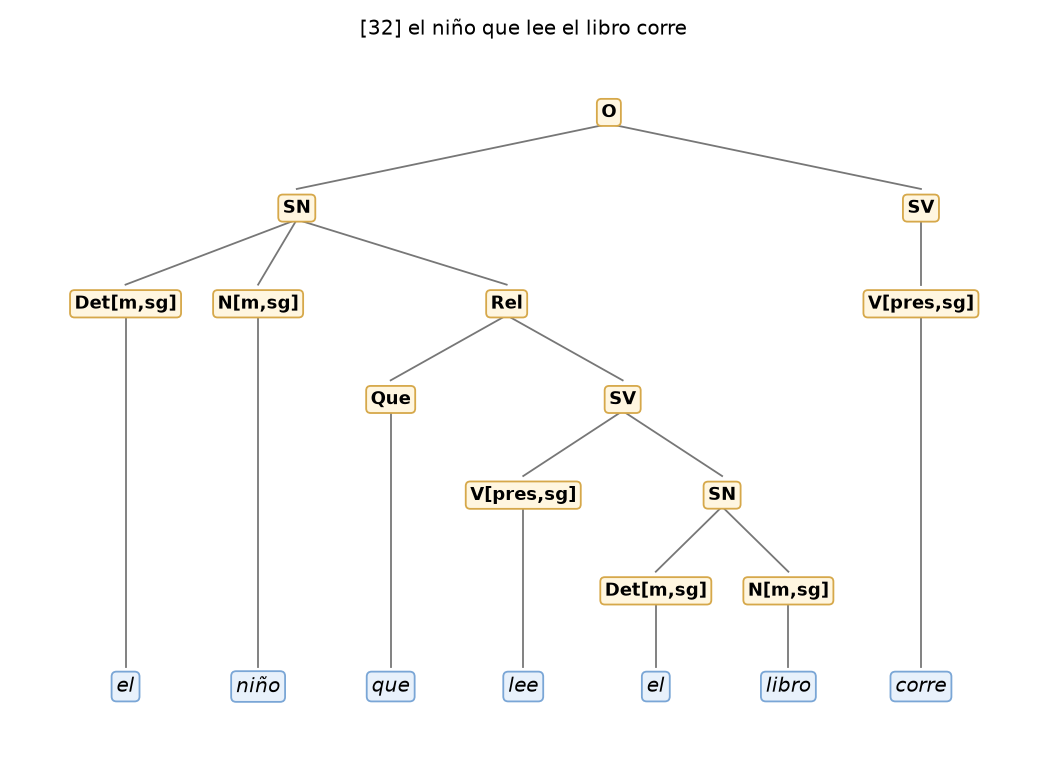 [32] el niño que lee el libro corre
O
SN SV
Det[m,sg] N[m,sg] Rel V[pres,sg]
Que SV
V[pres,sg] SN
Det[m,sg] N[m,sg]
el niño que lee el libro corre